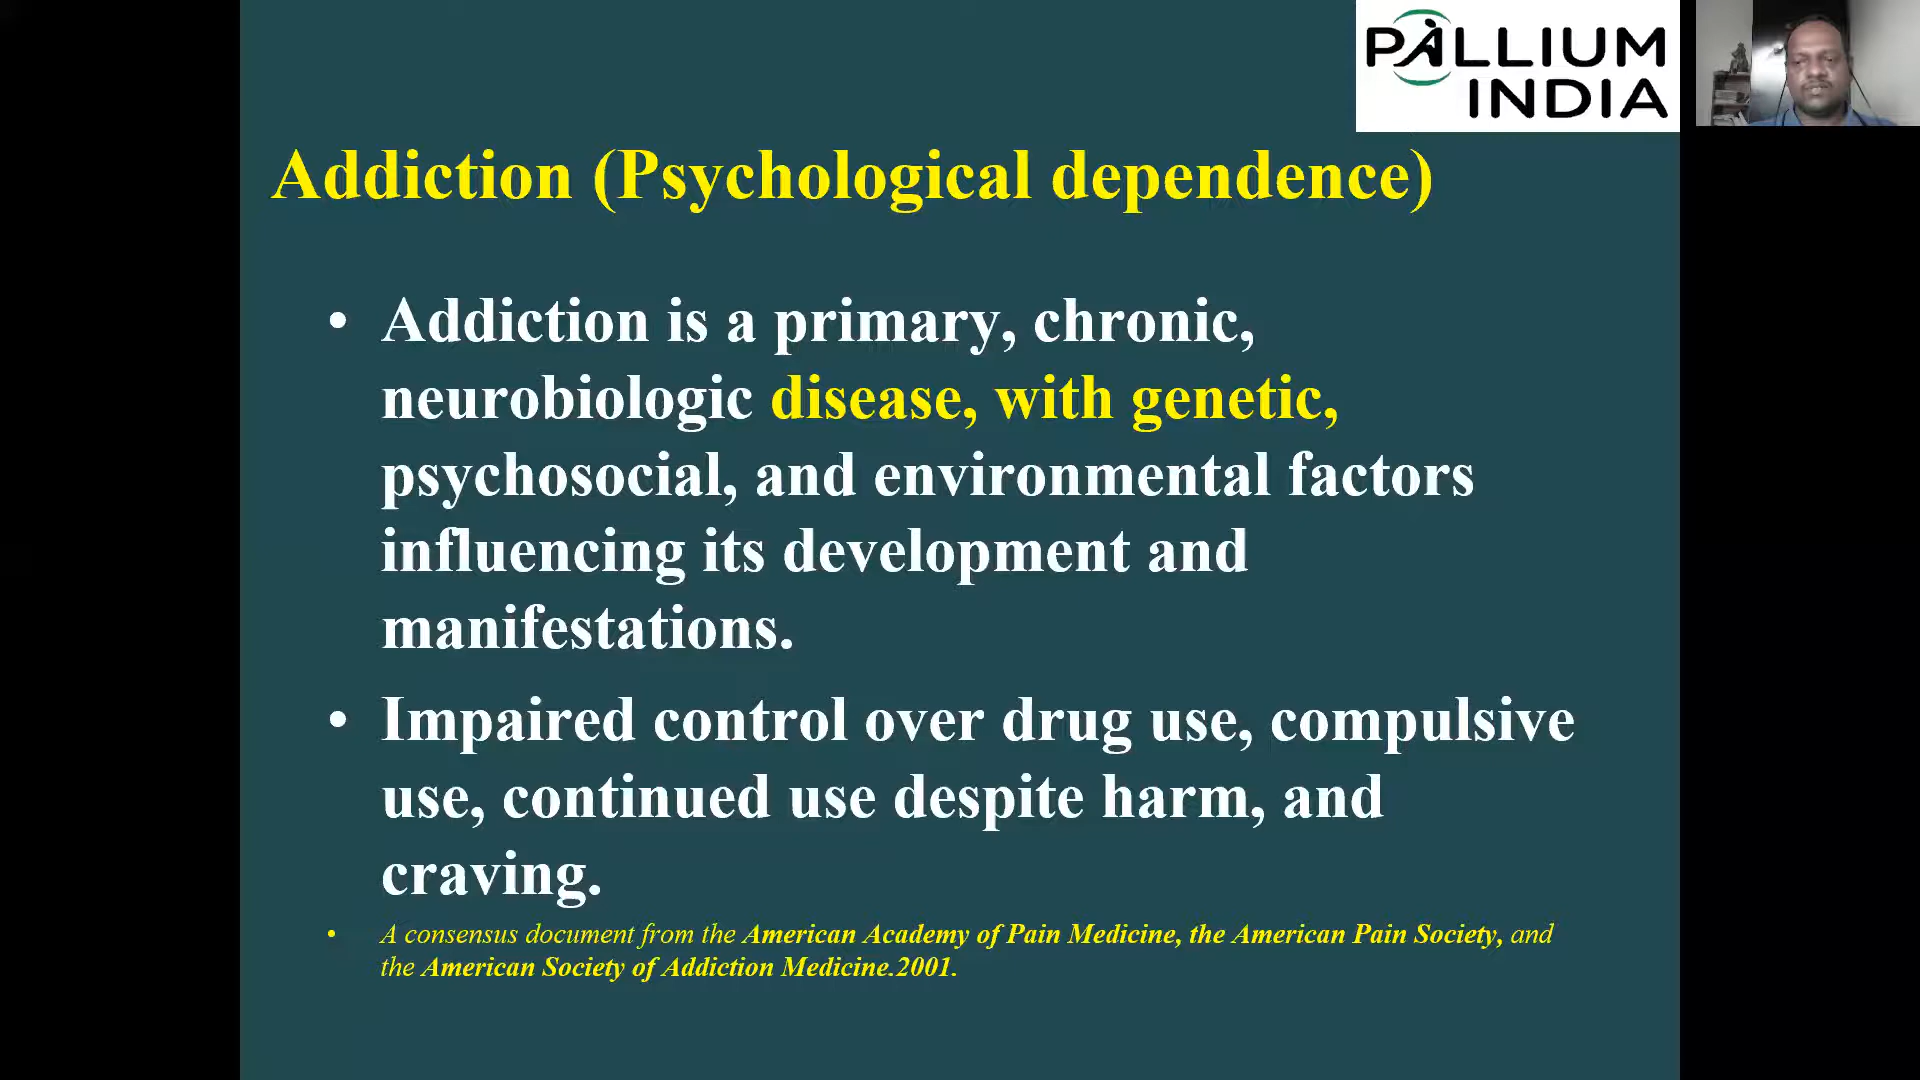 PALLIUM
INDIA
Addiction (Psychological dependence)
• Addiction is a primary, chronic,
neurobiologic disease, with genetic,
psychosocial, and environmental factors
influencing its development and
manifestations.
• Impaired control over drug use, compulsive
use, continued use despite harm, and
craving.
• A consensus document from the American Academy of Pain Medicine, the American Pain Society, and
the American Society of Addiction Medicine.2001.